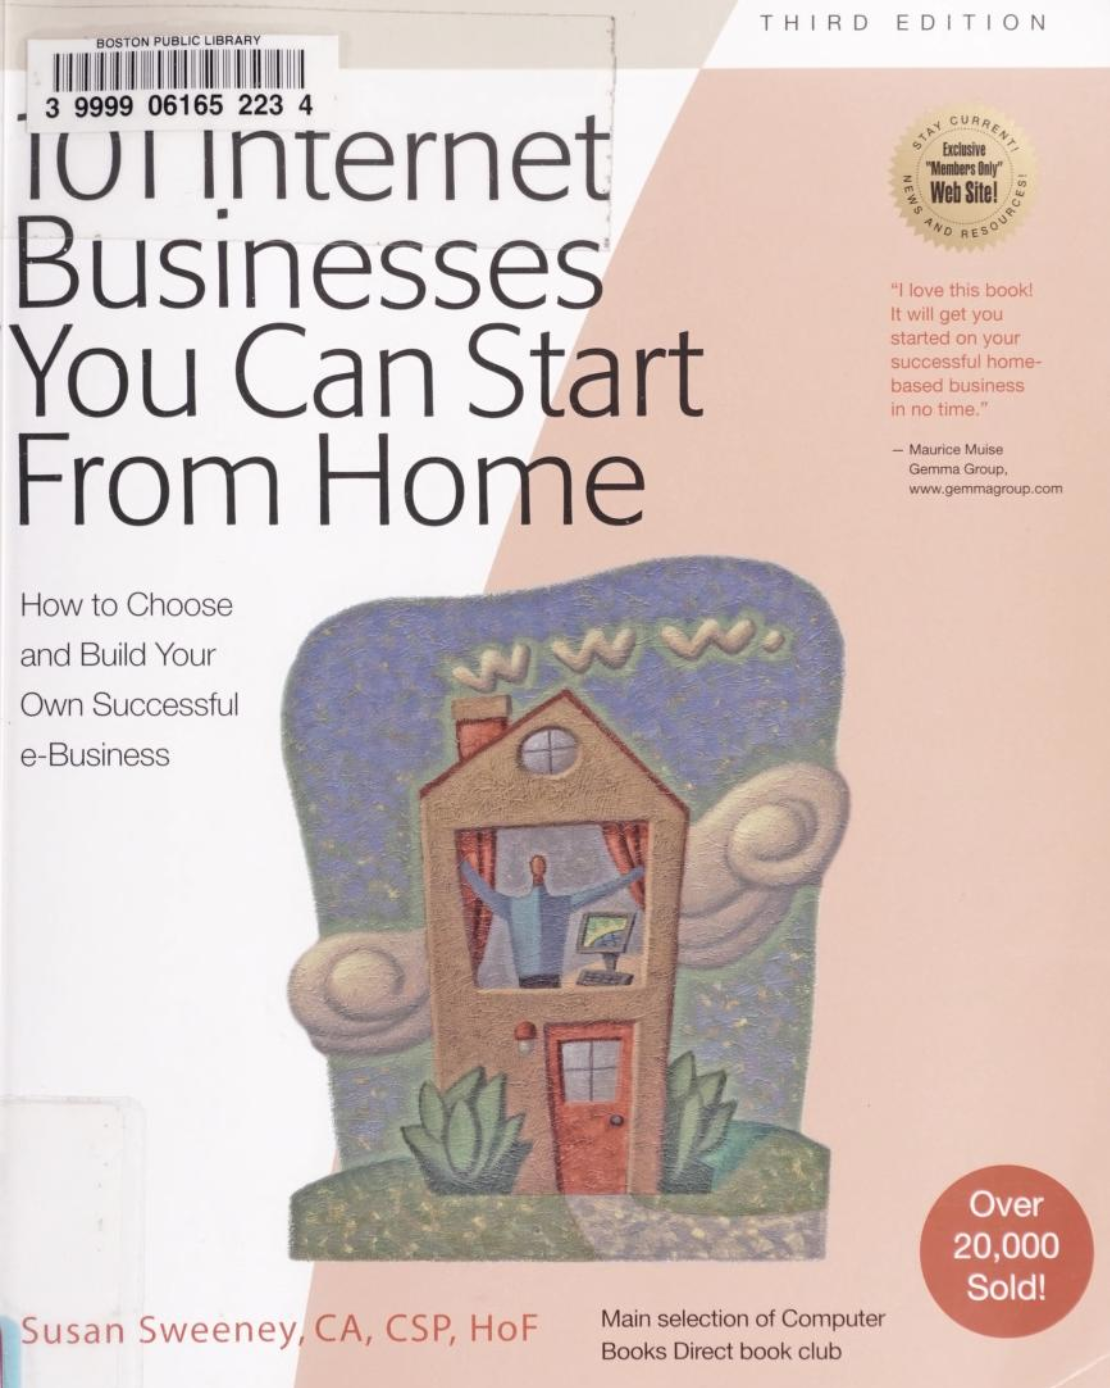 THIRD EDITION
BOSTON PUBLIC LIBRARY
3 9999 06165 223 4
101 Internet
Businesses
You Can Start
From Home
STAY CURRENT!
Exclusive
"Members Only"
Web Site!
NEWS AND RESOURCES!
“I love this book!
It will get you
started on your
successful home-
based business
in no time.”
— Maurice Muise
Gemma Group,
www.gemmagroup.com
How to Choose
and Build Your
Own Successful
e-Business
www.
Over
20,000
Sold!
Susan Sweeney, CA, CSP, HoF
Main selection of Computer
Books Direct book club